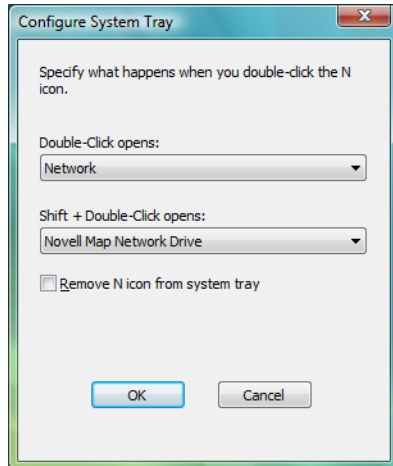 Configure System Tray
Specify what happens when you double-click the N
icon.
Double-Click opens:
Network
Shift + Double-Click opens:
Novell Map Network Drive
Remove N icon from system tray
OK
Cancel